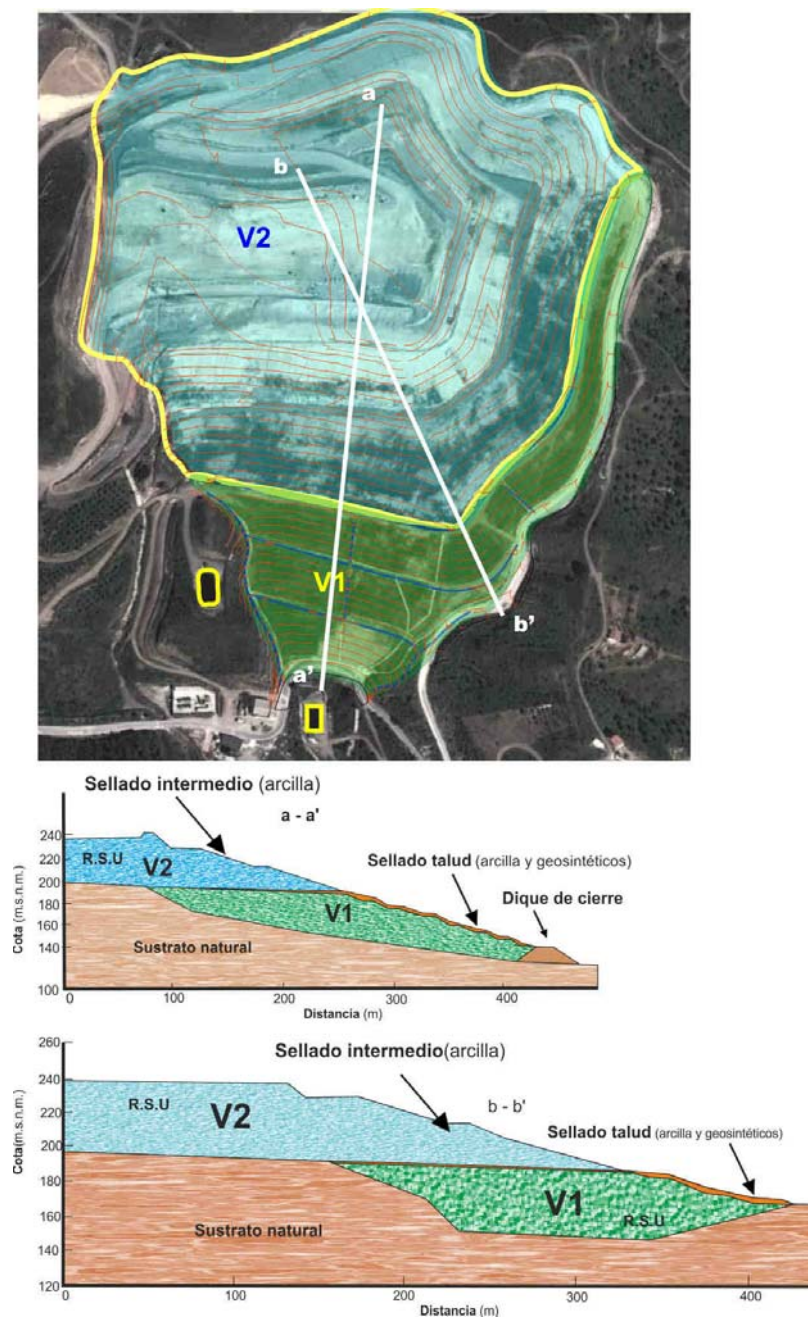 a
b
V2
V1
b'
a'
Sellado intermedio (arcilla)
a - a'
240
220
200
180
160
140
100
Cota (m.s.n.m.)
R.S.U
V2
V1
Sellado talud (arcilla y geosintéticos)
Dique de cierre
Sustrato natural
0
100
200
300
400
Distancia (m)
260
240
220
200
180
160
140
120
Cota(m.s.n.m.)
Sellado intermedio(arcilla)
b - b'
R.S.U
V2
Sellado talud (arcilla y geosintéticos)
V1
R.S.U
Sustrato natural
0
100
200
300
400
Distancia (m)